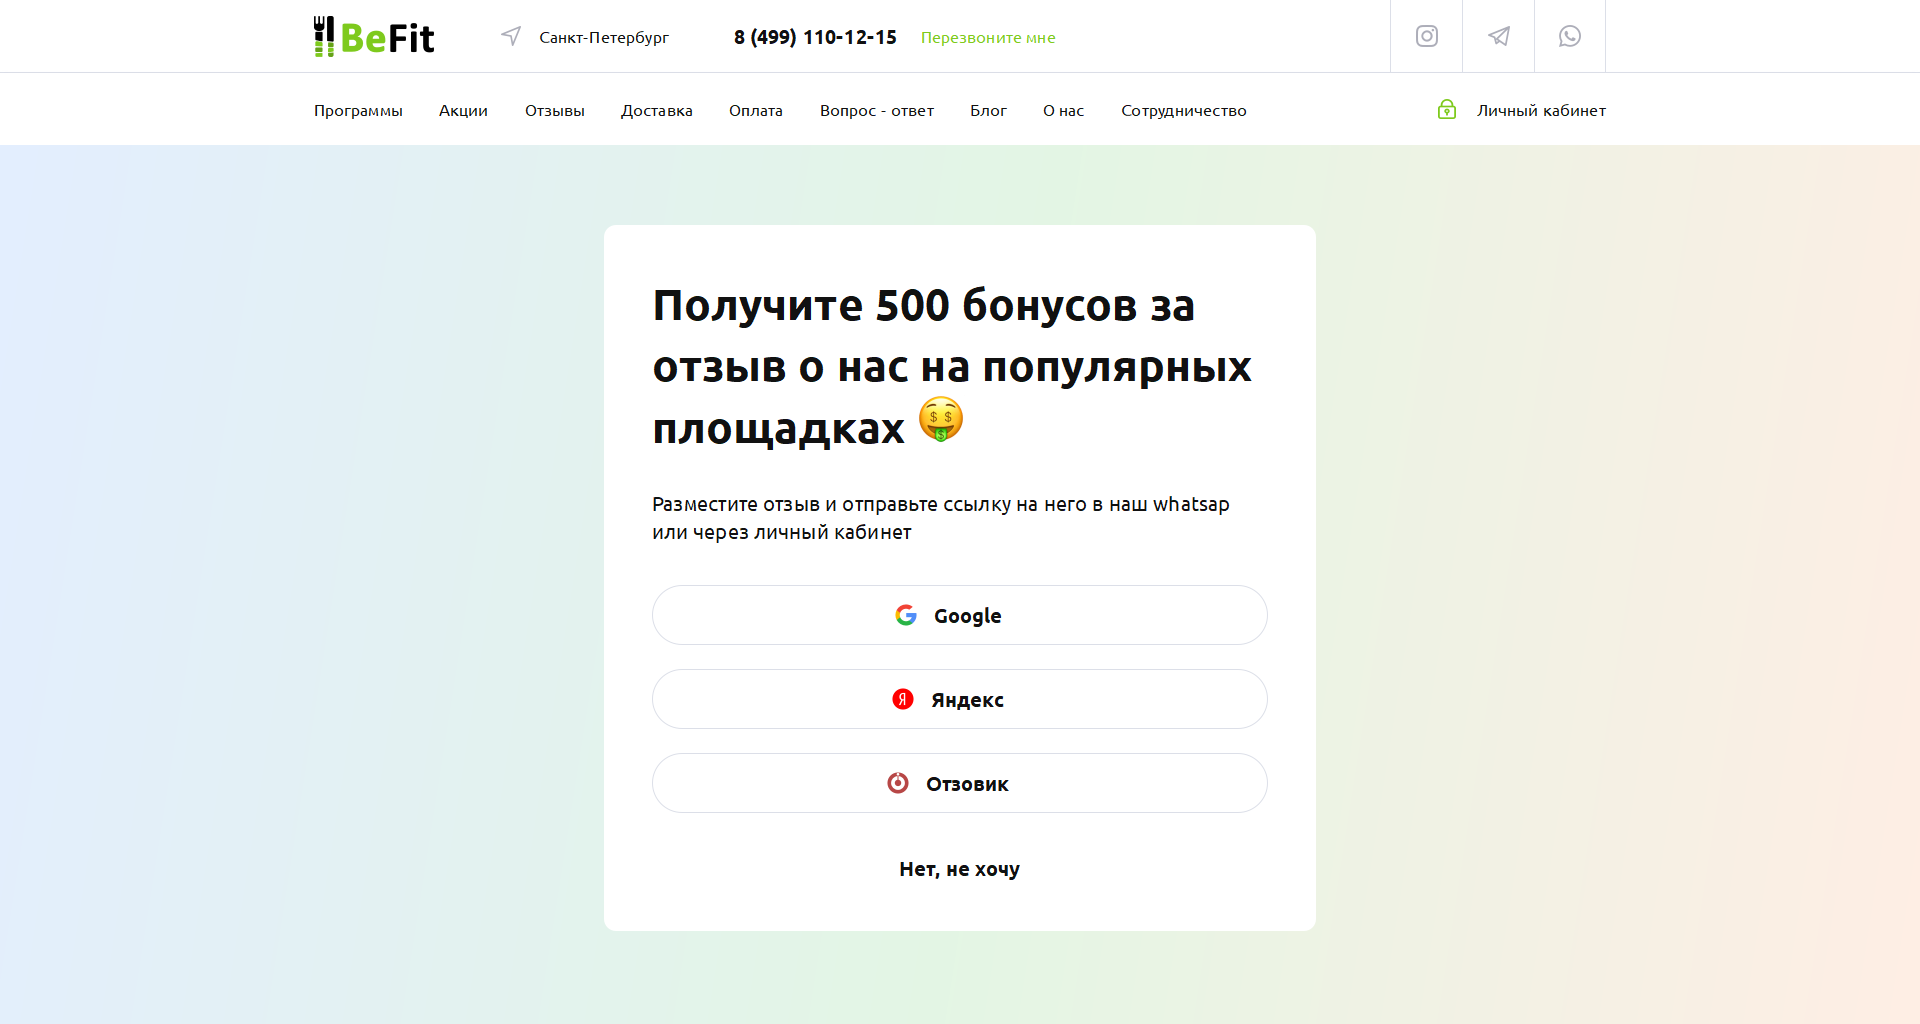 BeFit
Санкт-Петербург
8 (499) 110-12-15
Перезвоните мне
Программы
Акции
Отзывы
Доставка
Оплата
Вопрос - ответ
Блог
О нас
Сотрудничество
Личный кабинет
Получите 500 бонусов за
отзыв о нас на популярных
площадках 🤑
Разместите отзыв и отправьте ссылку на него в наш whatsap
или через личный кабинет
Google
Яндекс
Отзовик
Нет, не хочу